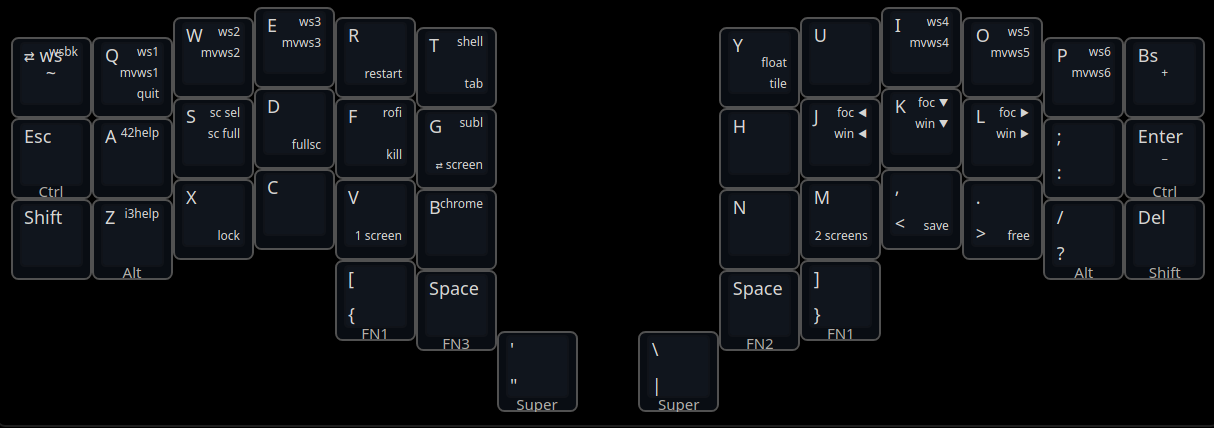 ⇄ ws wsbk
~
Q ws1
mvws1
quit
W ws2
mvws2
E ws3
mvws3
R
restart
T shell
tab
Y
float
tile
U
I ws4
mvws4
O ws5
mvws5
P ws6
mvws6
Bs
+
Esc
Ctrl
A 42help
S sc sel
sc full
D
fullsc
F rofi
kill
G subl
⇄ screen
H
J foc ◀
win ◀
K foc ▼
win ▼
L foc ▶
win ▶
;
:
Enter
–
Ctrl
Shift
Z i3help
Alt
X
lock
C
V
1 screen
B chrome
N
M
2 screens
,
< save
.
> free
/
?
Alt
Del
Shift
[
{
FN1
Space
FN3
'
"
Super
\
|
Super
Space
FN2
]
}
FN1